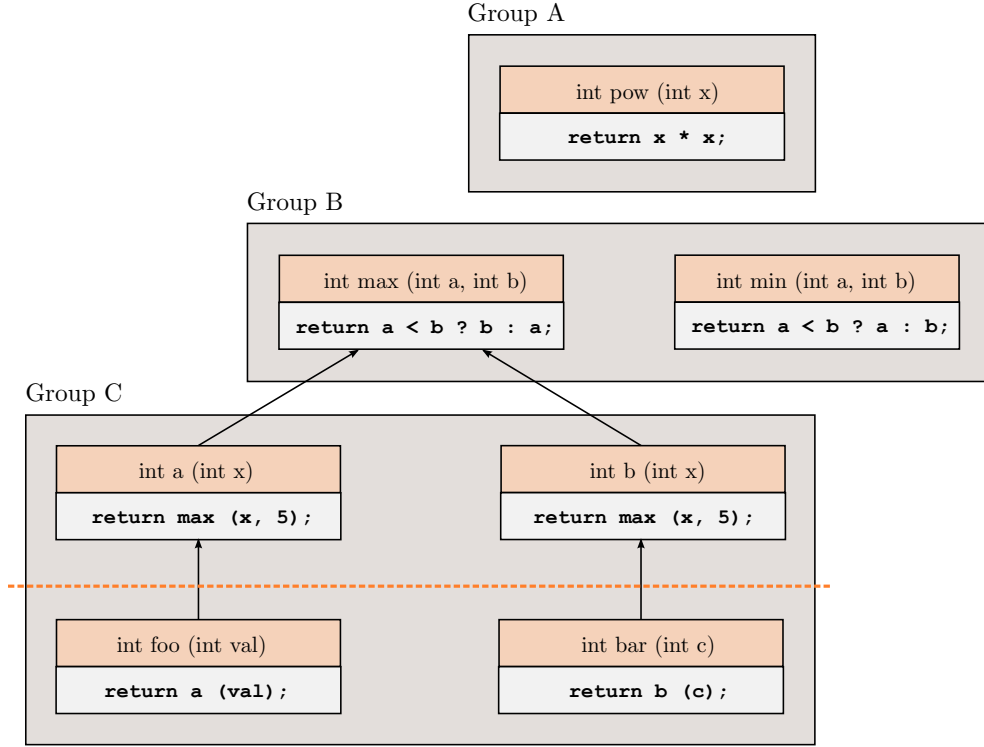 Group A
int pow (int x)
return x * x;
Group B
int max (int a, int b)
return a < b ? b : a;
int min (int a, int b)
return a < b ? a : b;
Group C
int a (int x)
return max (x, 5);
int b (int x)
return max (x, 5);
int foo (int val)
return a (val);
int bar (int c)
return b (c);